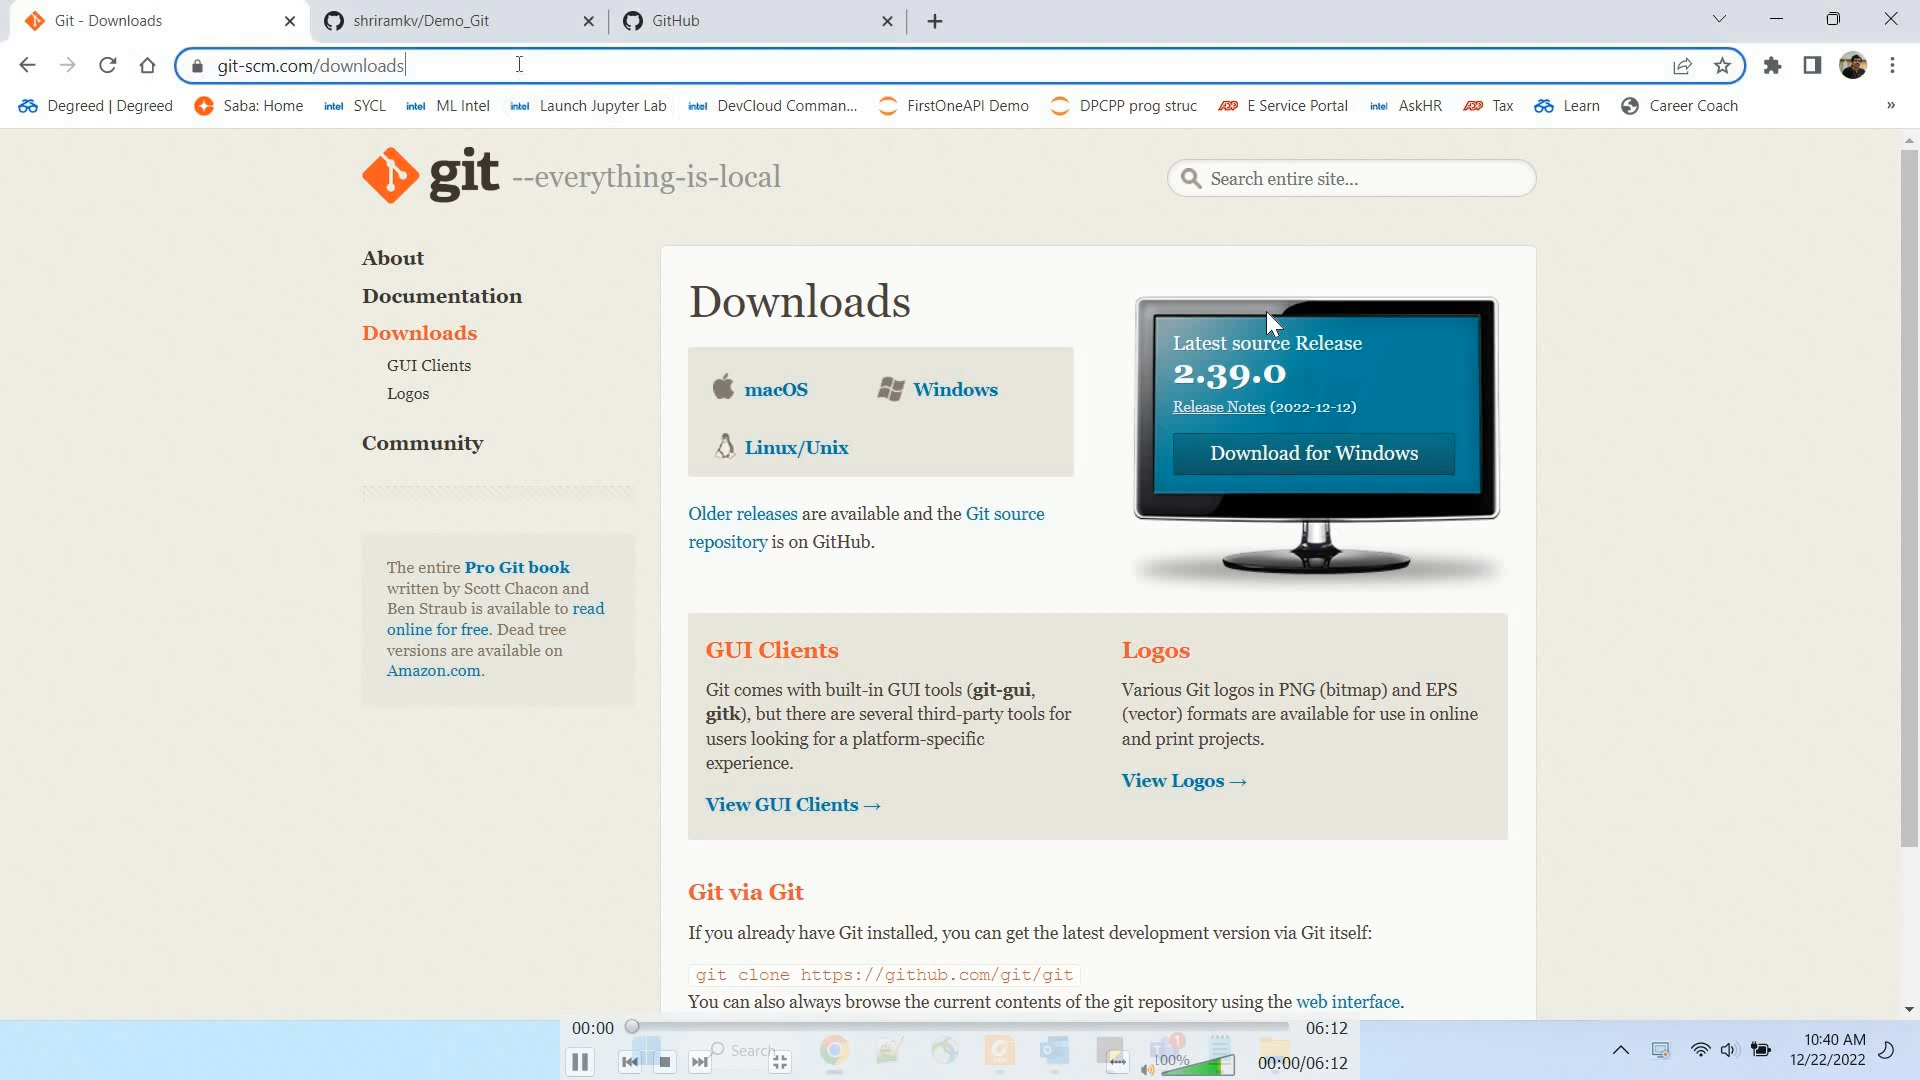 Git - Downloads
shriramkv/Demo_Git
GitHub
git-scm.com/downloads
Degreed | Degreed
Saba: Home
intel SYCL
intel ML Intel
intel Launch Jupyter Lab
intel DevCloud Comman...
FirstOneAPI Demo
DPCPP prog struc
ADP E Service Portal
intel AskHR
ADP Tax
Learn
Career Coach
»
git --everything-is-local
Search entire site...
About
Documentation
Downloads
GUI Clients
Logos
Community
The entire Pro Git book
written by Scott Chacon and
Ben Straub is available to read
online for free. Dead tree
versions are available on
Amazon.com.
Downloads
macOS
Windows
Linux/Unix
Older releases are available and the Git source
repository is on GitHub.
Latest source Release
2.39.0
Release Notes (2022-12-12)
Download for Windows
GUI Clients
Git comes with built-in GUI tools (git-gui,
gitk), but there are several third-party tools for
users looking for a platform-specific
experience.
View GUI Clients →
Logos
Various Git logos in PNG (bitmap) and EPS
(vector) formats are available for use in online
and print projects.
View Logos →
Git via Git
If you already have Git installed, you can get the latest development version via Git itself:
git clone https://github.com/git/git
You can also always browse the current contents of the git repository using the web interface.
00:00
06:12
Search
1
100%
00:00/06:12
10:40 AM
12/22/2022